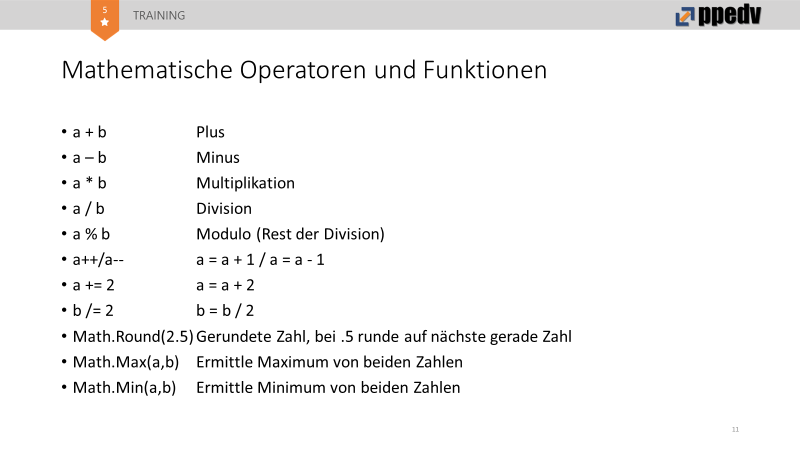 5
TRAINING
ppedv
Mathematische Operatoren und Funktionen
• a + b Plus
• a – b Minus
• a * b Multiplikation
• a / b Division
• a % b Modulo (Rest der Division)
• a++/a-- a = a + 1 / a = a - 1
• a += 2 a = a + 2
• b /= 2 b = b / 2
• Math.Round(2.5) Gerundete Zahl, bei .5 runde auf nächste gerade Zahl
• Math.Max(a,b) Ermittle Maximum von beiden Zahlen
• Math.Min(a,b) Ermittle Minimum von beiden Zahlen
11